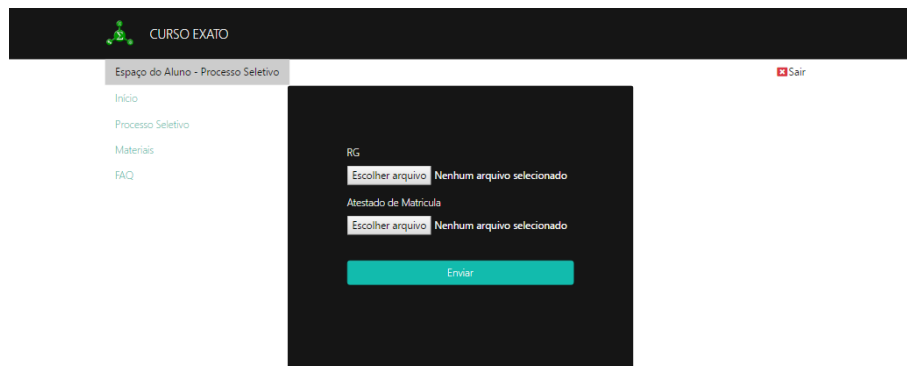 CURSO EXATO
Espaço do Aluno - Processo Seletivo
Sair
Início
Processo Seletivo
Materiais
FAQ
RG
Escolher arquivo Nenhum arquivo selecionado
Atestado de Matricula
Escolher arquivo Nenhum arquivo selecionado
Enviar